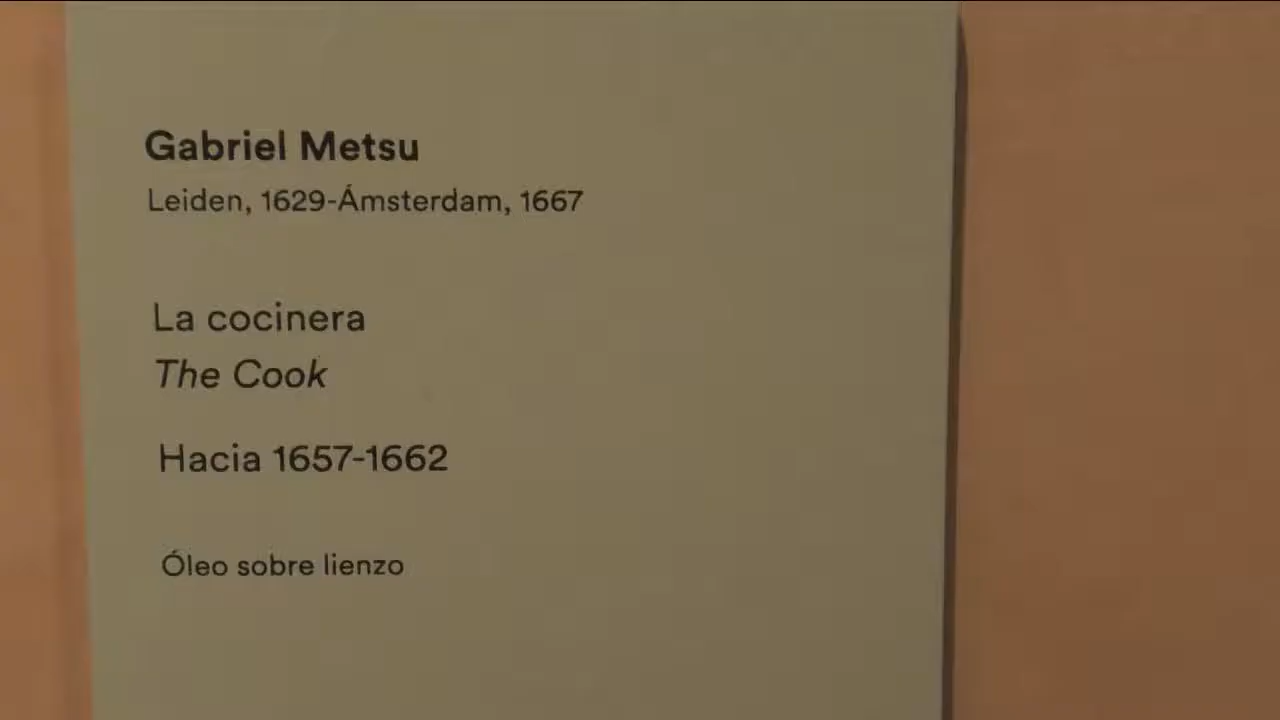 Gabriel Metsu
Leiden, 1629-Ámsterdam, 1667
La cocinera
The Cook
Hacia 1657-1662
Óleo sobre lienzo